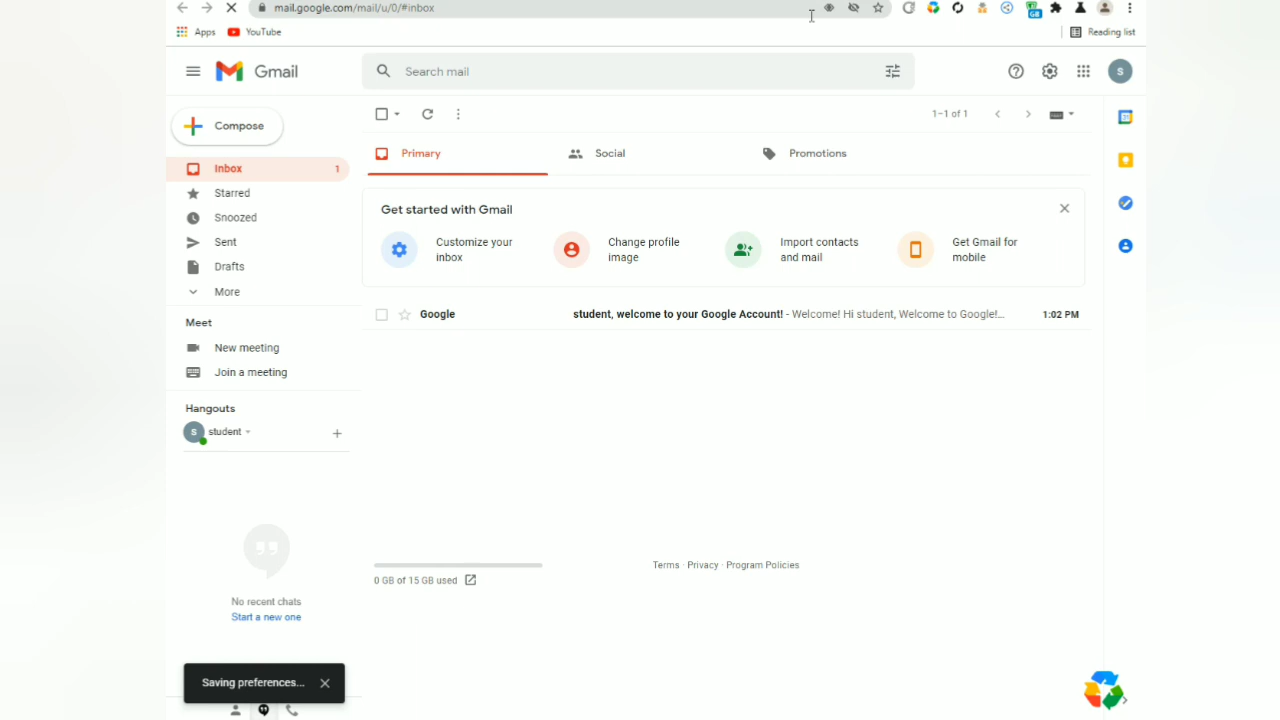 mail.google.com/mail/u/0/#inbox
GB
Apps
YouTube
Reading list
Gmail
Search mail
S
Compose
1–1 of 1
Primary
Social
Promotions
Inbox
1
Starred
Snoozed
Sent
Drafts
More
Get started with Gmail
Customize your
inbox
Change profile
image
Import contacts
and mail
Get Gmail for
mobile
Google
student, welcome to your Google Account! - Welcome! Hi student, Welcome to Google!...
1:02 PM
Meet
New meeting
Join a meeting
Hangouts
S
student
No recent chats
Start a new one
0 GB of 15 GB used
Terms · Privacy · Program Policies
Saving preferences...